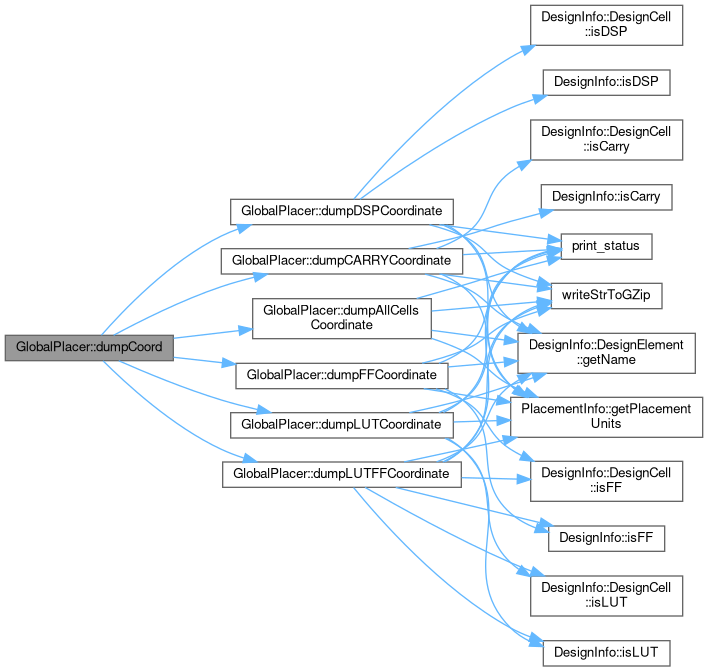 DesignInfo::DesignCell
::isDSP
DesignInfo::isDSP
DesignInfo::DesignCell
::isCarry
DesignInfo::isCarry
GlobalPlacer::dumpDSPCoordinate
print_status
GlobalPlacer::dumpCARRYCoordinate
writeStrToGZip
GlobalPlacer::dumpAllCells
Coordinate
GlobalPlacer::dumpCoord
DesignInfo::DesignElement
::getName
GlobalPlacer::dumpFFCoordinate
PlacementInfo::getPlacement
Units
GlobalPlacer::dumpLUTCoordinate
GlobalPlacer::dumpLUTFFCoordinate
DesignInfo::DesignCell
::isFF
DesignInfo::isFF
DesignInfo::DesignCell
::isLUT
DesignInfo::isLUT